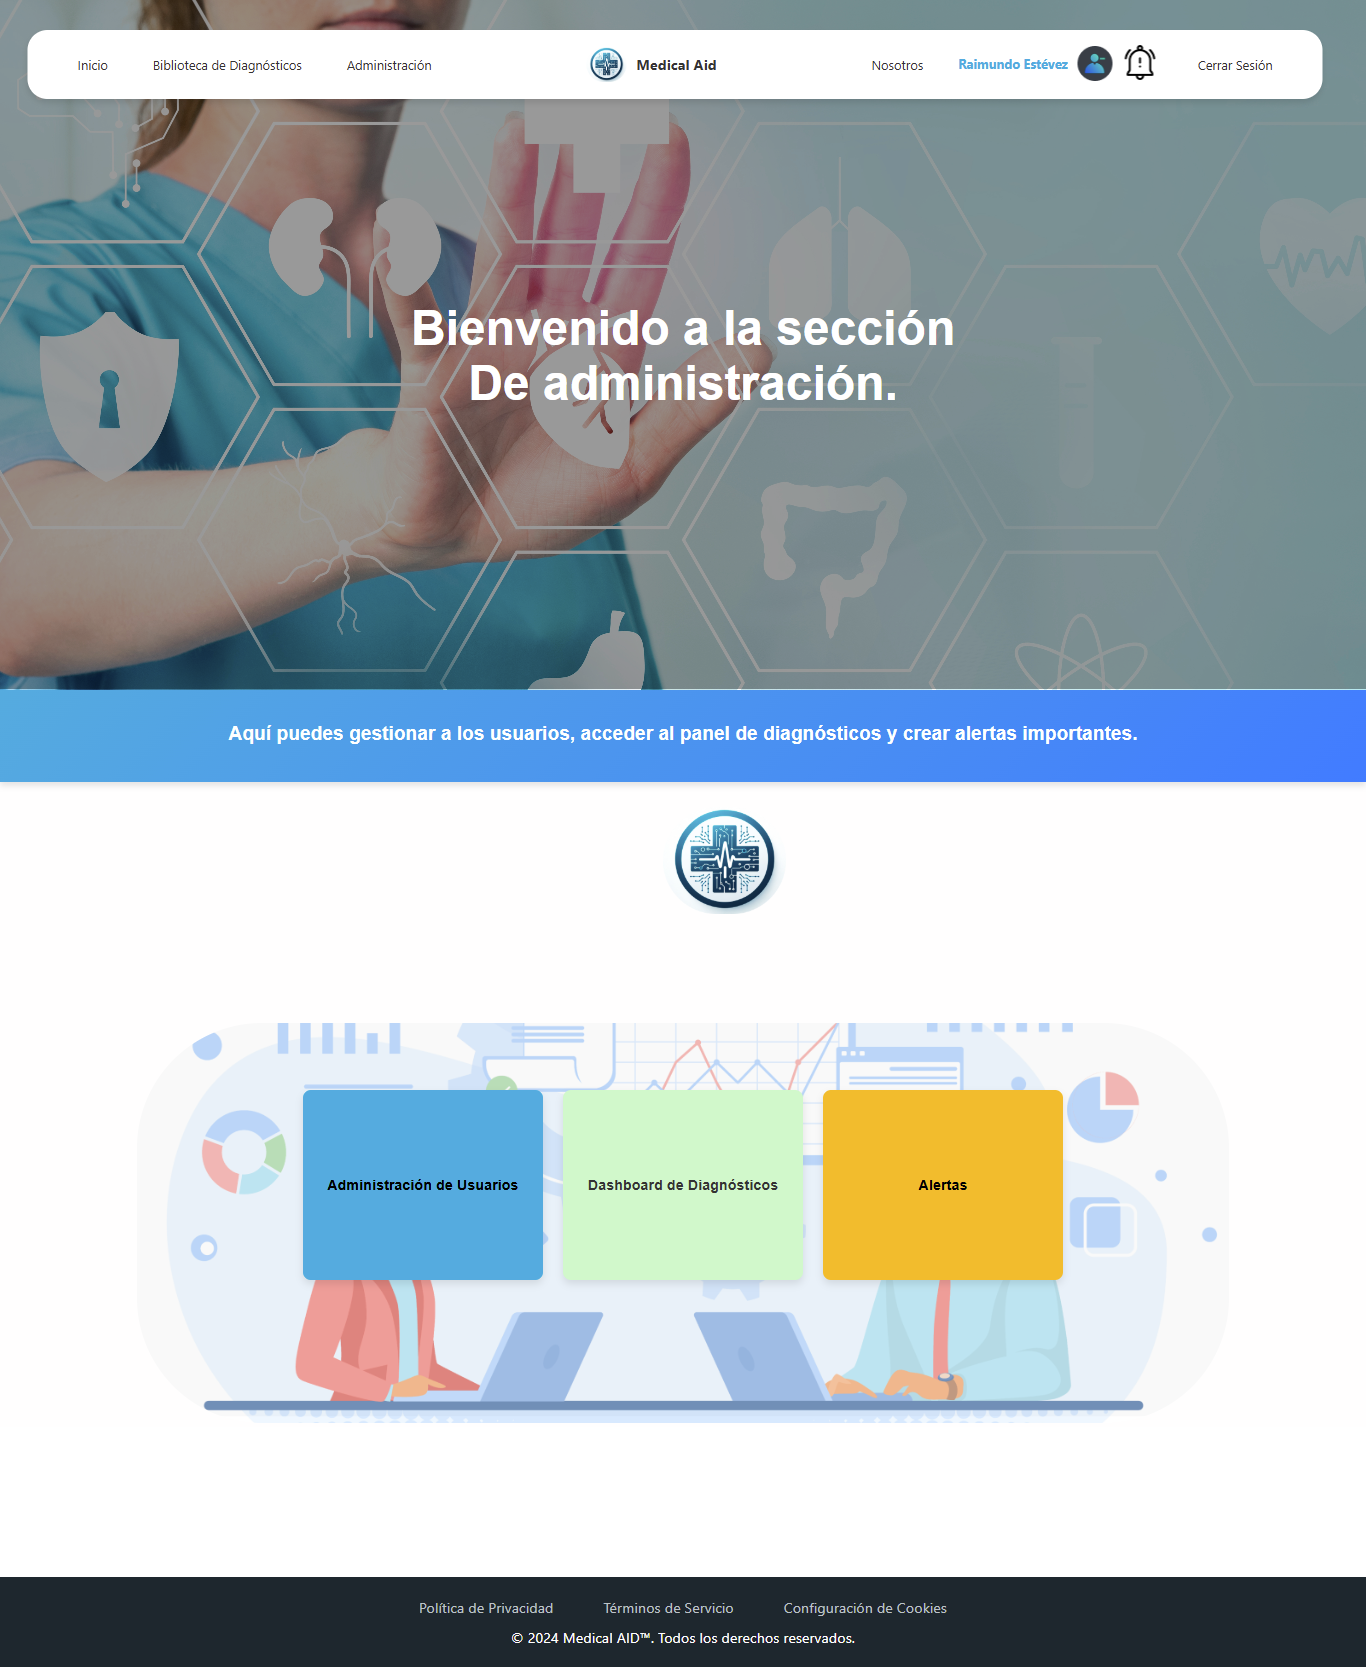 Inicio
Biblioteca de Diagnósticos
Administración
Medical Aid
Nosotros
Raimundo Estévez
Cerrar Sesión
Bienvenido a la sección
De administración.
Aquí puedes gestionar a los usuarios, acceder al panel de diagnósticos y crear alertas importantes.
Administración de Usuarios
Dashboard de Diagnósticos
Alertas
Política de Privacidad
Términos de Servicio
Configuración de Cookies
© 2024 Medical AID™. Todos los derechos reservados.